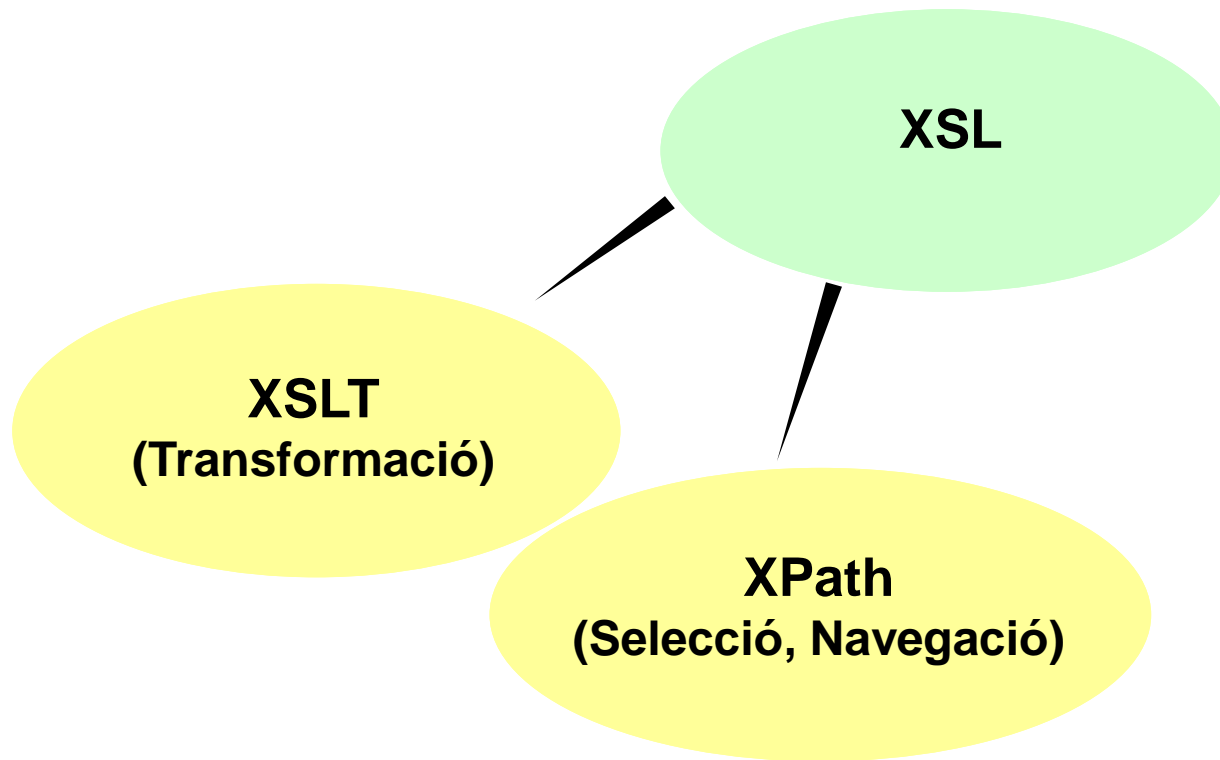 XSL
XSLT
(Transformació)
XPath
(Selecció, Navegació)